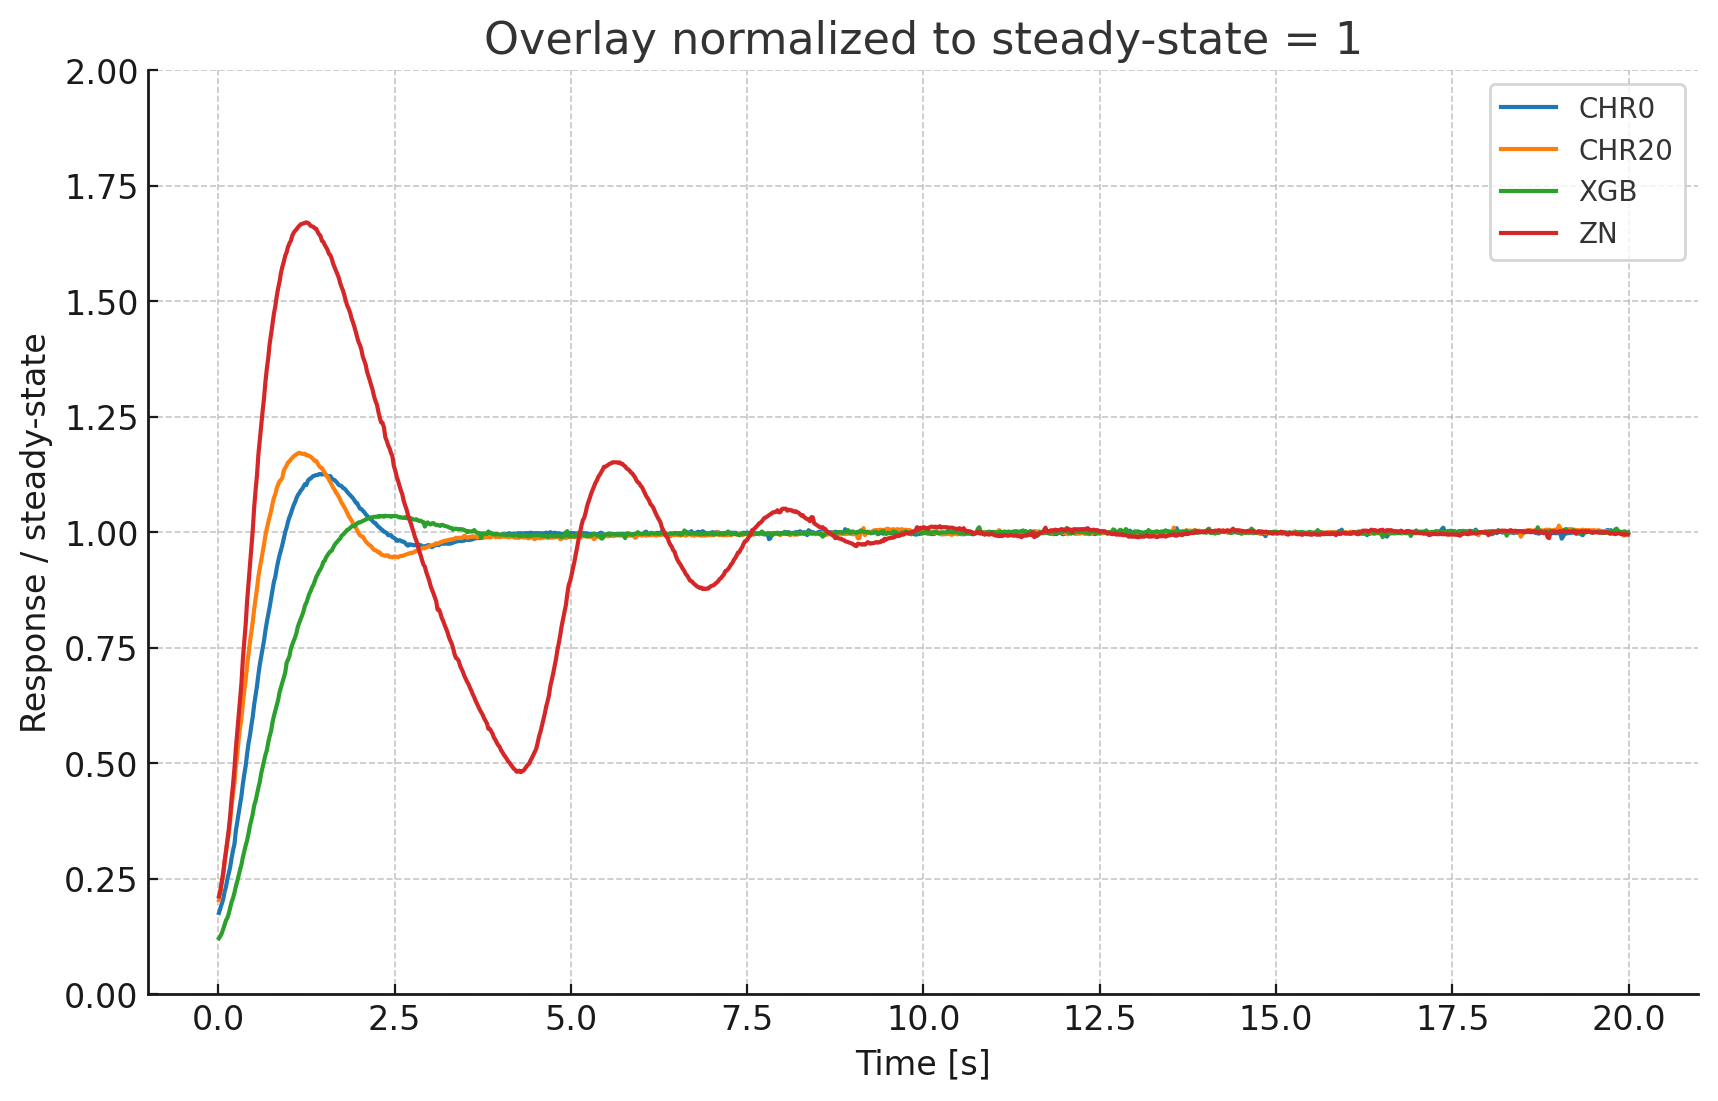 Overlay normalized to steady-state = 1
2.00
1.75
1.50
1.25
1.00
0.75
0.50
0.25
0.00
Response / steady-state
CHR0
CHR20
XGB
ZN
0.0 2.5 5.0 7.5 10.0 12.5 15.0 17.5 20.0
Time [s]